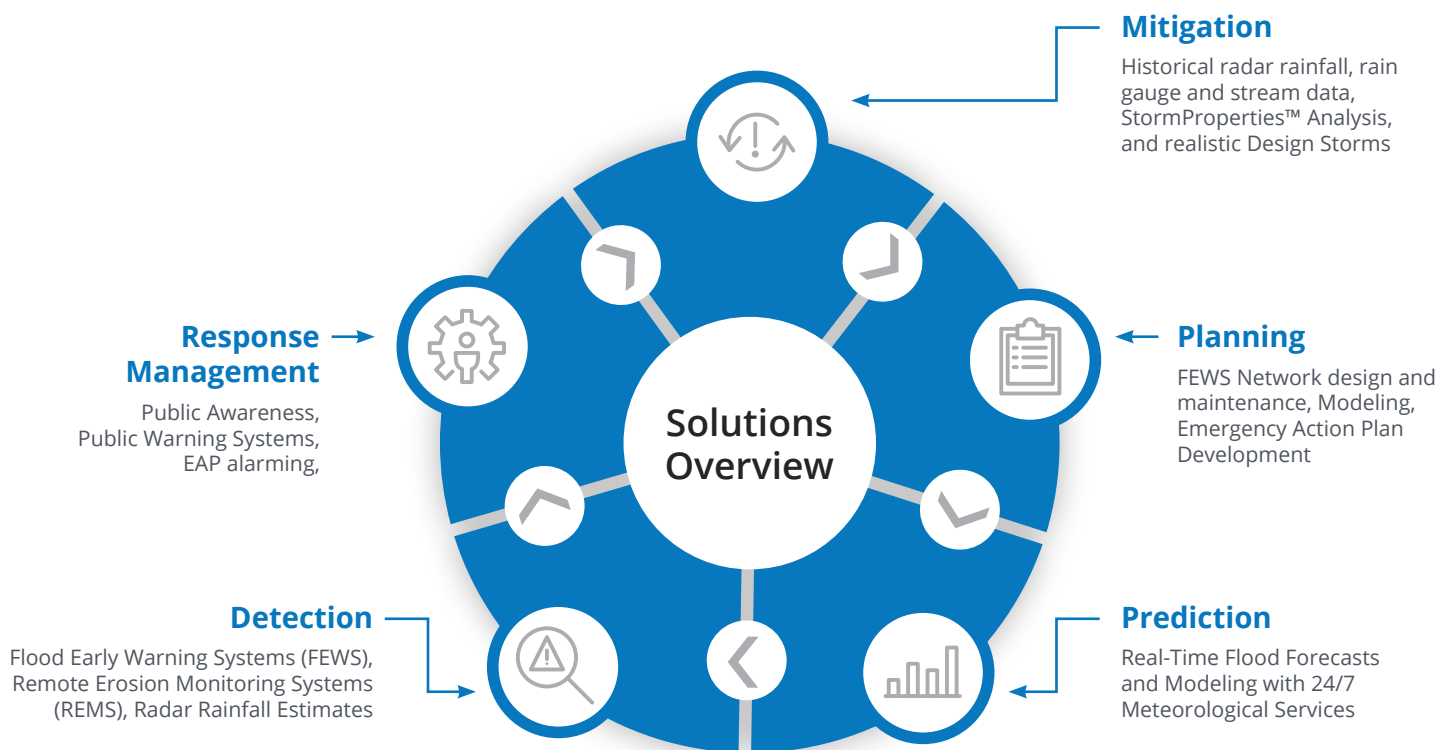 Mitigation
Historical radar rainfall, rain
gauge and stream data,
StormProperties™ Analysis,
and realistic Design Storms
Planning
FEWS Network design and
maintenance, Modeling,
Emergency Action Plan
Development
Prediction
Real-Time Flood Forecasts
and Modeling with 24/7
Meteorological Services
Detection
Flood Early Warning Systems (FEWS),
Remote Erosion Monitoring Systems
(REMS), Radar Rainfall Estimates
Response
Management
Public Awareness,
Public Warning Systems,
EAP alarming,
Solutions
Overview